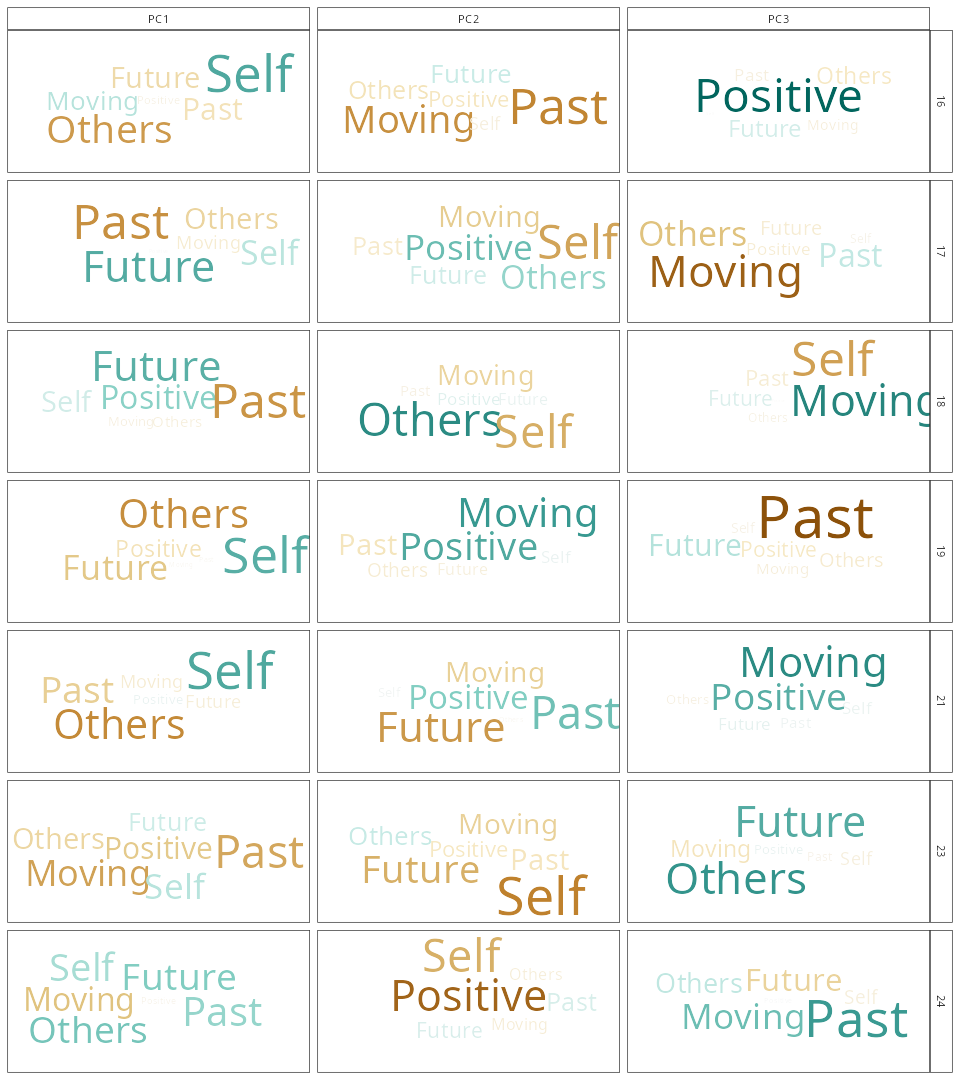 PC1
PC2
PC3
Self
Future
Moving
Positive
Past
Others
Future
Others
Positive
Past
Moving
Self
Past
Others
Positive
Future
Moving
16
Past
Others
Moving
Self
Future
Moving
Self
Past
Positive
Future
Others
Others
Future
Self
Positive
Past
Moving
17
Future
Self
Positive
Past
Moving
Others
Moving
Past
Positive
Future
Others
Self
Self
Past
Future
Moving
Others
18
Others
Positive
Self
Future
Moving
Past
Positive
Self
Others
Future
Past
Self
Future
Positive
Others
Moving
19
Self
Past
Moving
Positive
Future
Others
Moving
Self
Positive
Past
Future
Moving
Others
Positive
Self
Future
Past
21
Future
Others
Positive
Past
Moving
Self
Moving
Others
Positive
Past
Future
Self
Future
Moving
Positive
Past
Self
Others
23
Self
Future
Moving
Past
Others
Self
Others
Positive
Past
Future
Moving
Others
Future
Self
Moving
Past
24